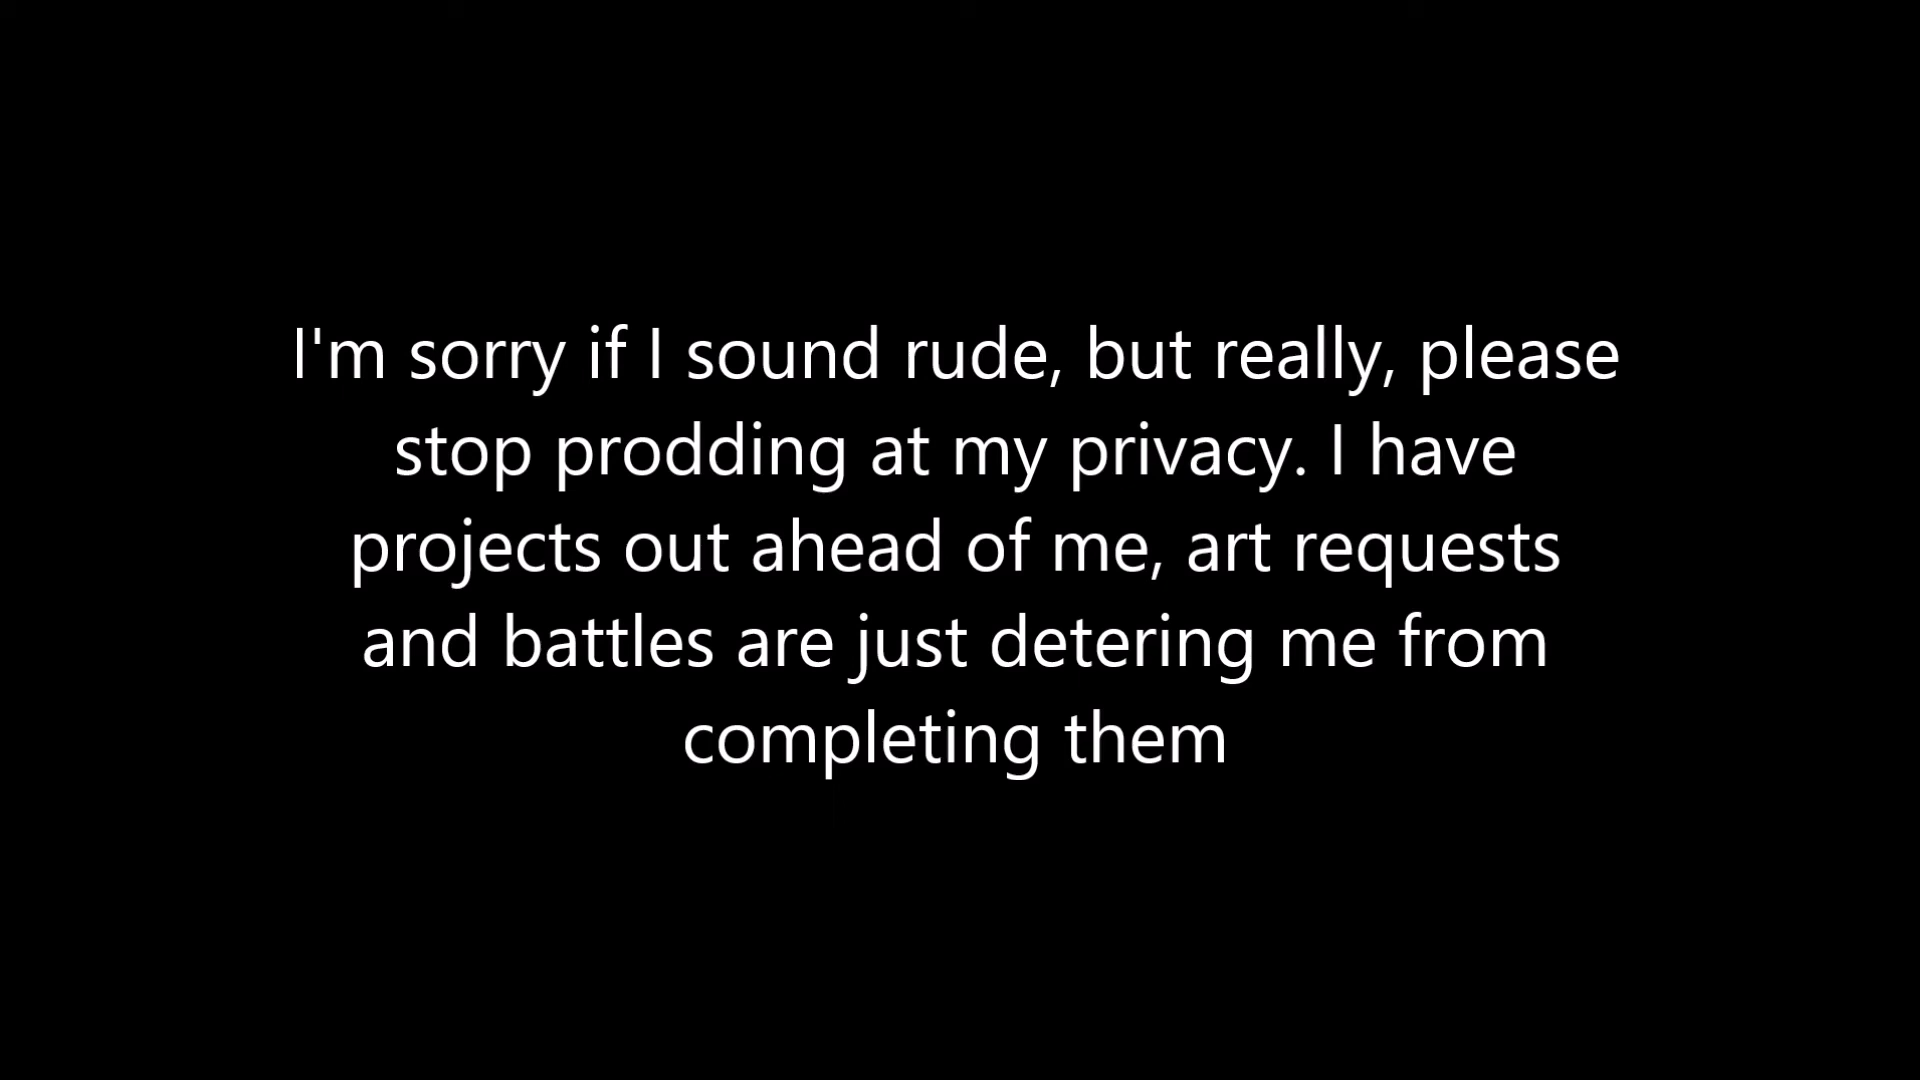 I'm sorry if I sound rude, but really, please
stop prodding at my privacy. I have
projects out ahead of me, art requests
and battles are just detering me from
completing them